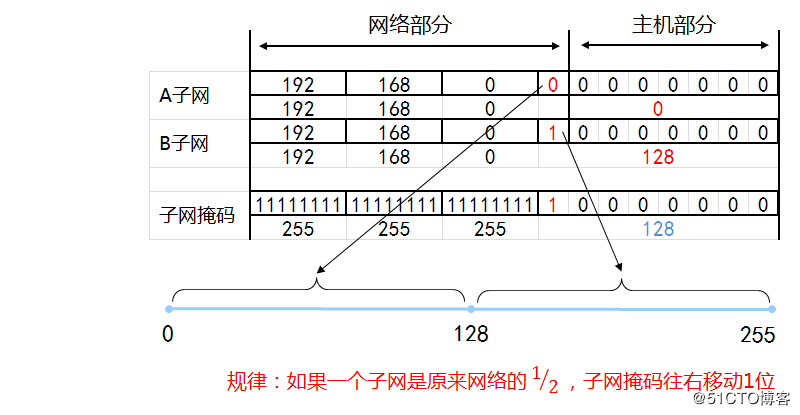 网络部分 主机部分
A子网 192 168 0 0 0 0 0 0 0 0 0
192 168 0 0
B子网 192 168 0 1 0 0 0 0 0 0 0
192 168 0 128
子网掩码 11111111 11111111 11111111 1 0 0 0 0 0 0 0
255 255 255 128
0 128 255
规律：如果一个子网是原来网络的 1/2 ，子网掩码往右移动1位
@51CTO博客